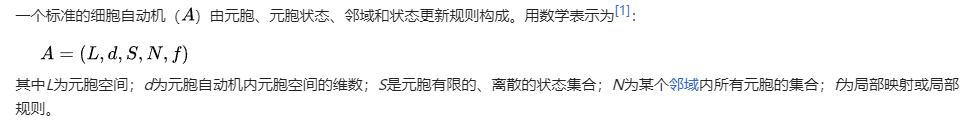 一个标准的细胞自动机（A）由元胞、元胞状态、邻域和状态更新规则构成。用数学表示为[1]：
A = (L, d, S, N, f)
其中L为元胞空间；d为元胞自动机内元胞空间的维数；S是元胞有限的、离散的状态集合；N为某个邻域内所有元胞的集合；f为局部映射或局部
规则。